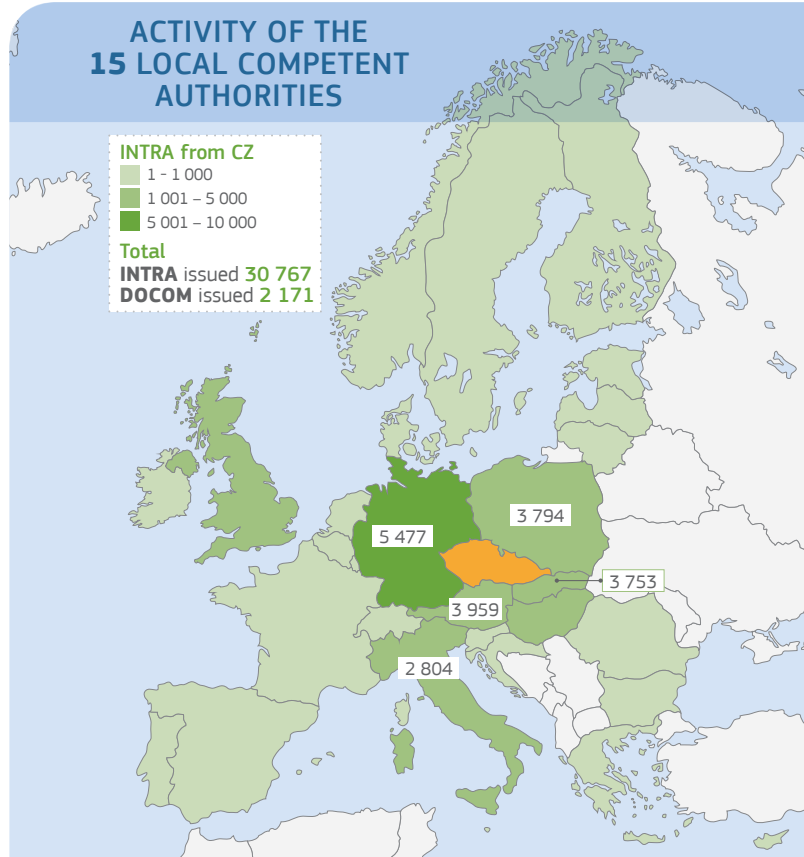 ACTIVITY OF THE
15 LOCAL COMPETENT
AUTHORITIES
INTRA from CZ
1 - 1 000
1 001 – 5 000
5 001 – 10 000
Total
INTRA issued 30 767
DOCOM issued 2 171
3 794
5 477
3 753
3 959
2 804